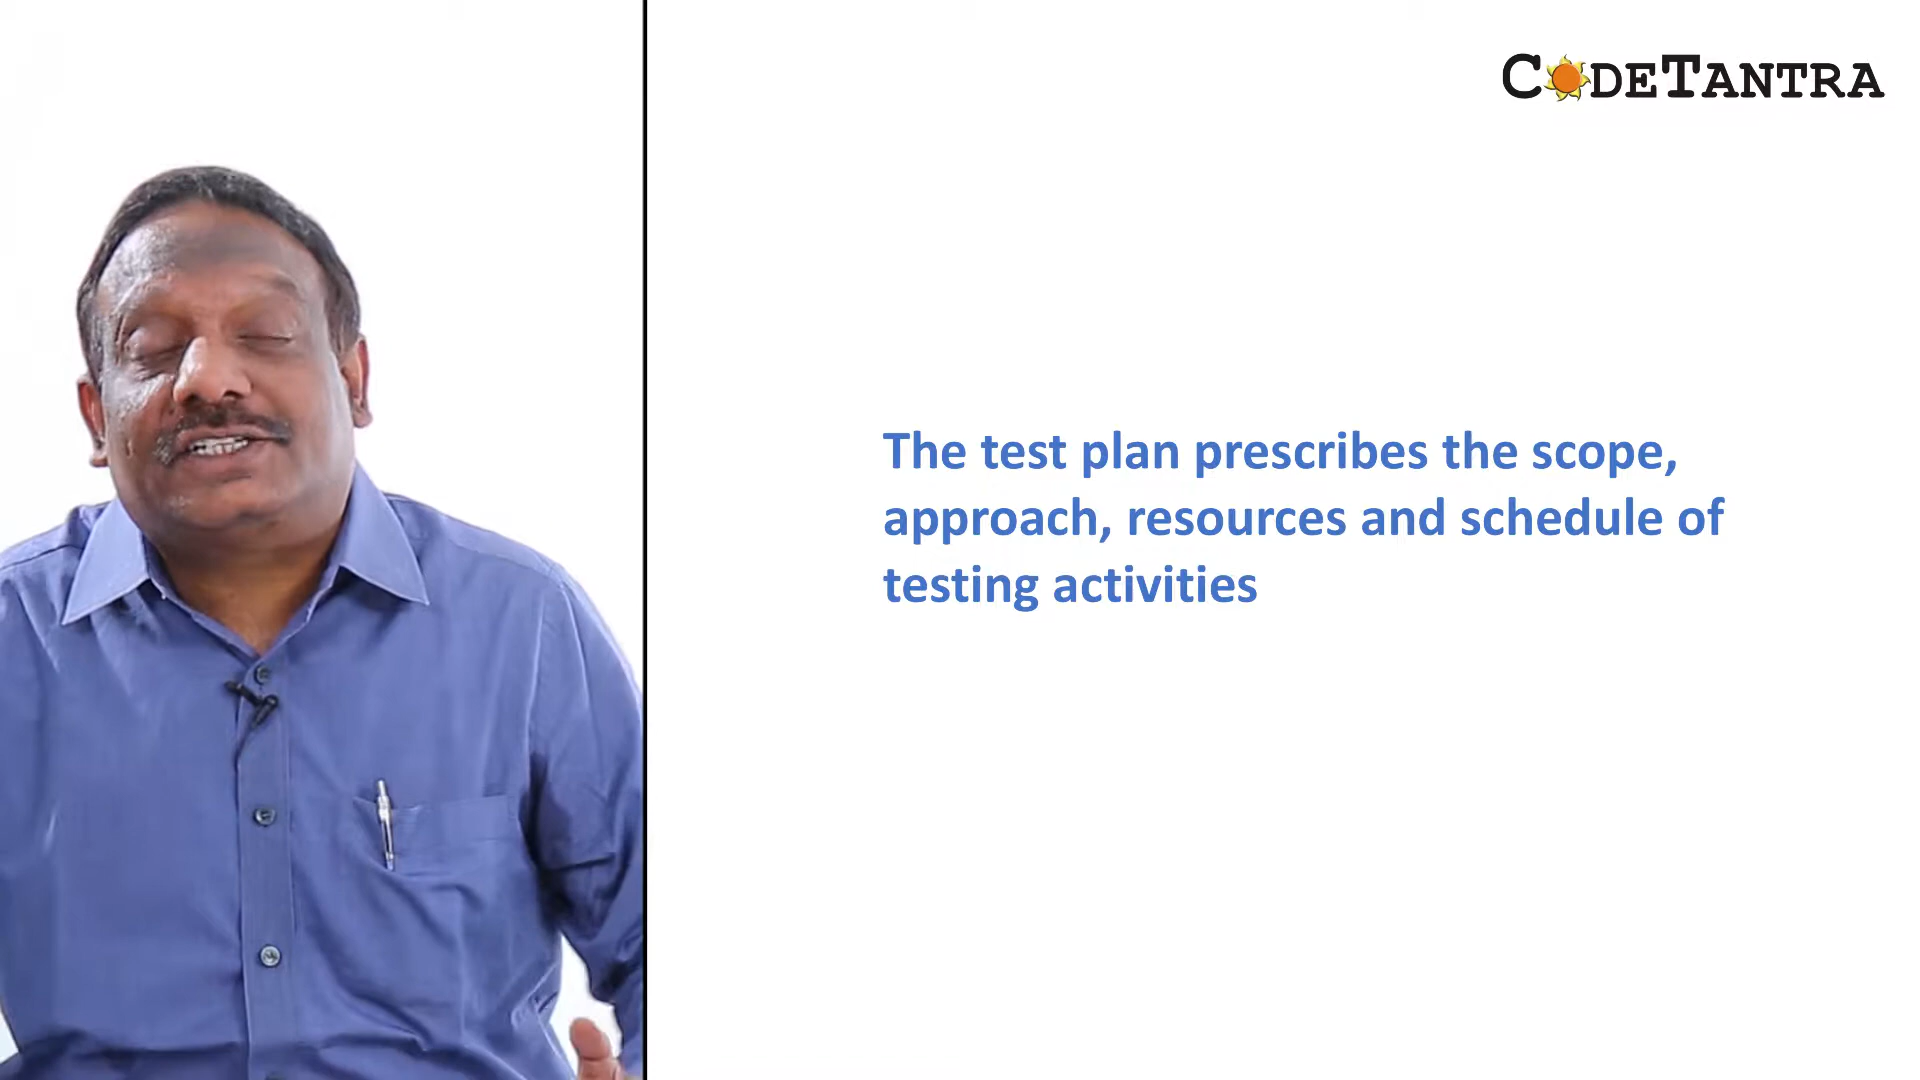 CODETANTRA
The test plan prescribes the scope,
approach, resources and schedule of
testing activities